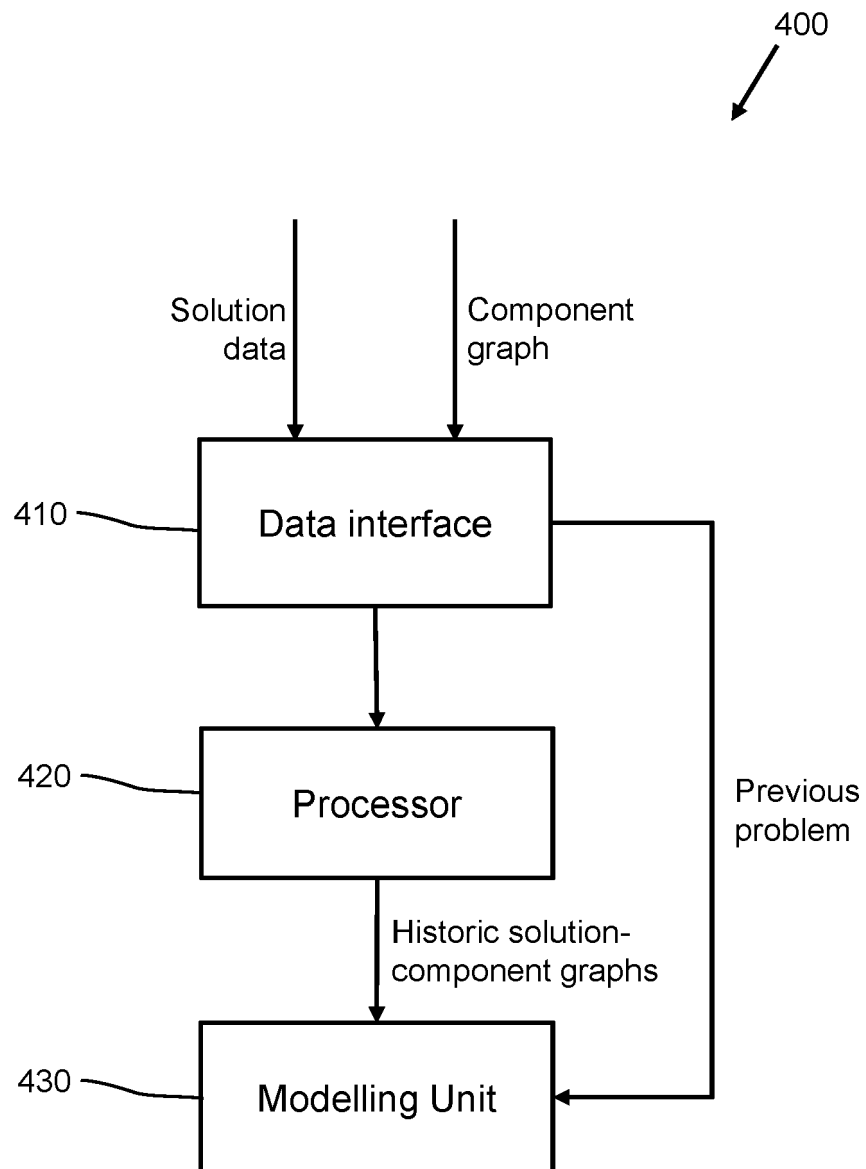 400
Solution
data
Component
graph
410
Data interface
420
Processor
Previous
problem
Historic solution-
component graphs
430
Modelling Unit